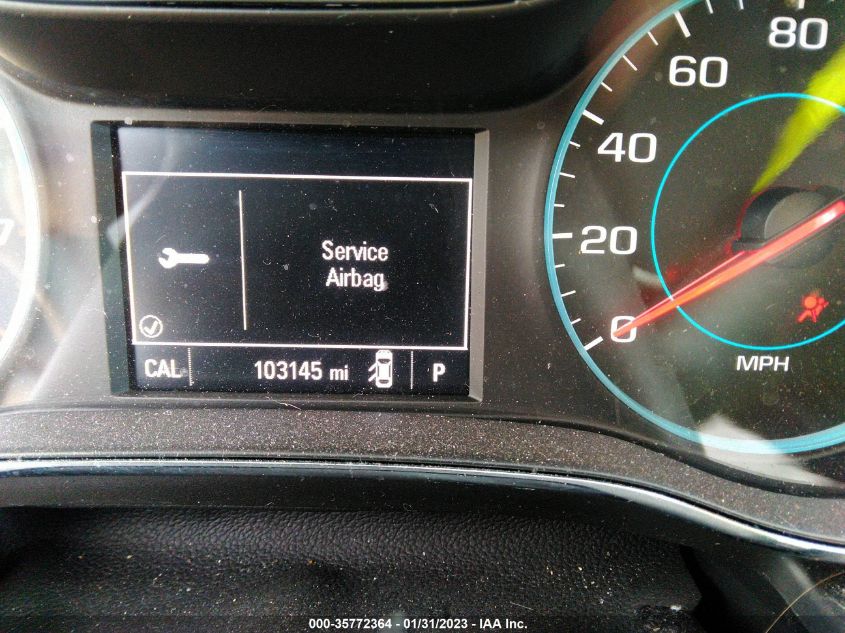 80
60
40
20
0
MPH
Service
Airbag
CAL 103145 mi P
000-35772364 - 01/31/2023 - IAA Inc.